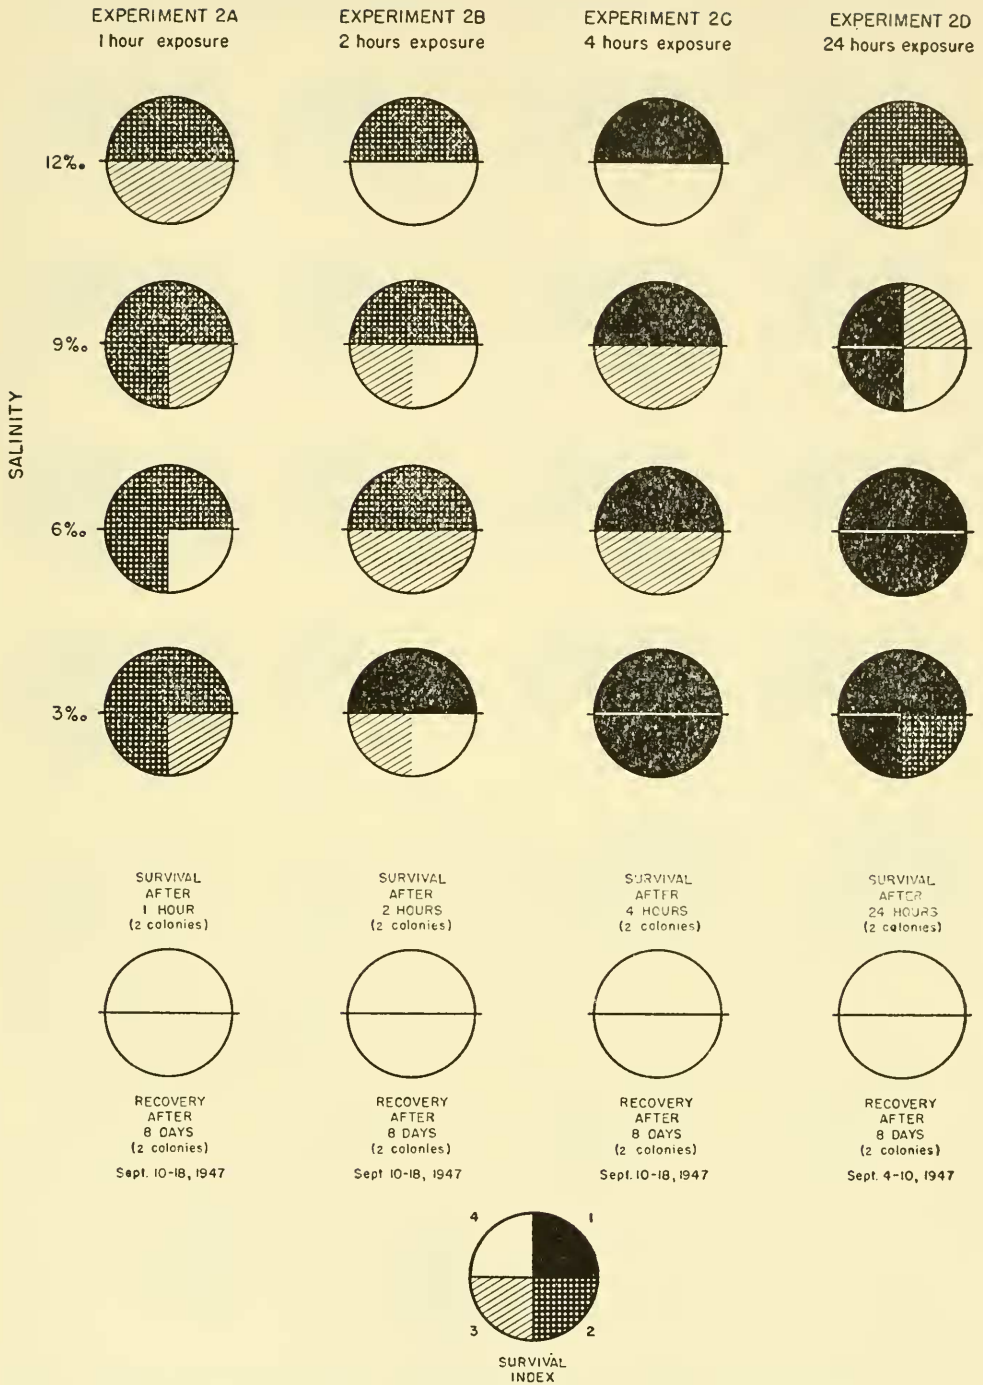 EXPERIMENT 2A
1 hour exposure
EXPERIMENT 2B
2 hours exposure
EXPERIMENT 2C
4 hours exposure
EXPERIMENT 2D
24 hours exposure
SALINITY
12‰
9‰
6‰
3‰
SURVIVAL
AFTER
1 HOUR
(2 colonies)
SURVIVAL
AFTER
2 HOURS
(2 colonies)
SURVIVAL
AFTER
4 HOURS
(2 colonies)
SURVIVAL
AFTER
24 HOURS
(2 colonies)
RECOVERY
AFTER
8 DAYS
(2 colonies)
Sept. 10-18, 1947
RECOVERY
AFTER
8 DAYS
(2 colonies)
Sept 10-18, 1947
RECOVERY
AFTER
8 DAYS
(2 colonies)
Sept. 10-18, 1947
RECOVERY
AFTER
8 DAYS
(2 colonies)
Sept. 4-10, 1947
4
1
3
2
SURVIVAL
INDEX